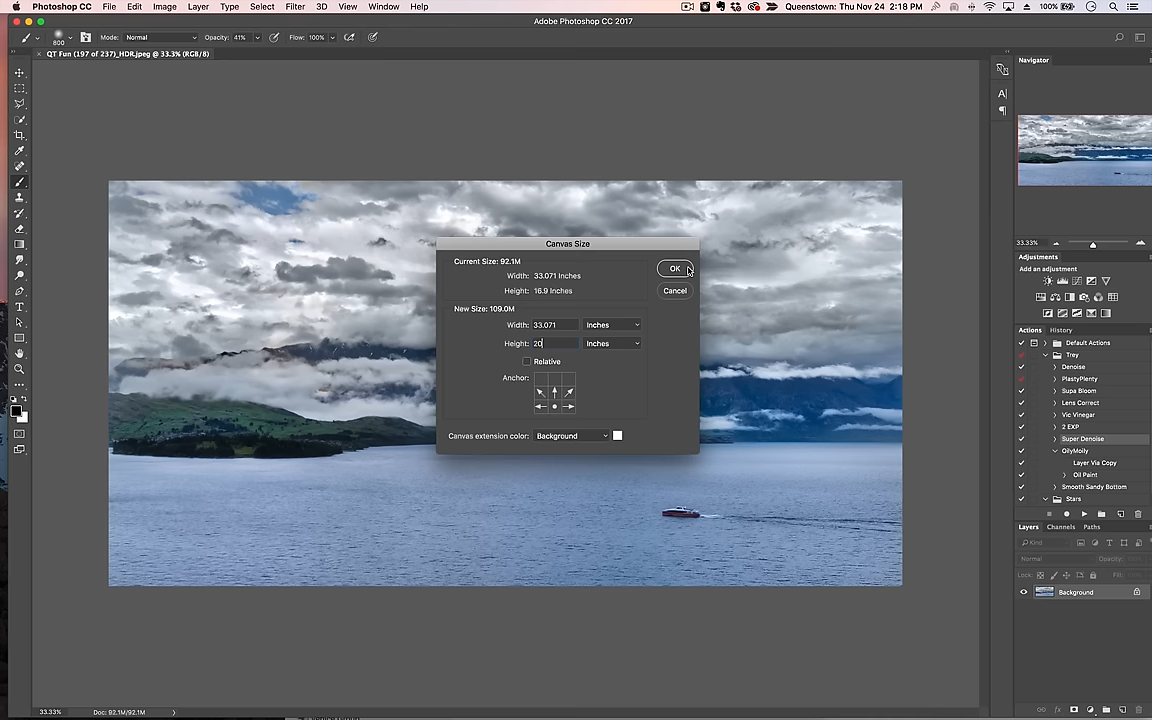 Photoshop CC File Edit Image Layer Type Select Filter 3D View Window Help Queenstown: Thu Nov 24 2:18 PM 100%
Adobe Photoshop CC 2017
800 Mode: Normal Opacity: 41% Flow: 100%
× QT Fun (197 of 237)_HDR.jpeg @ 33.3% (RGB/8)
Navigator
33.33%
Adjustments
Add an adjustment
Canvas Size
Current Size: 92.1M
Width: 33.071 Inches
Height: 16.9 Inches
OK
Cancel
New Size: 109.0M
Width: 33.071 Inches
Height: 20 Inches
Relative
Anchor:
Canvas extension color: Background
Actions History
Default Actions
Trey
Denoise
PlastyPlenty
Supa Bloom
Lens Correct
Vic Vinegar
2 EXP
Super Denoise
OilyMoily
Layer Via Copy
Oil Paint
Smooth Sandy Bottom
Stars
Layers Channels Paths
Kind
Normal Opacity:
Lock: Fill:
Background
33.33% Doc: 92.1M/92.1M